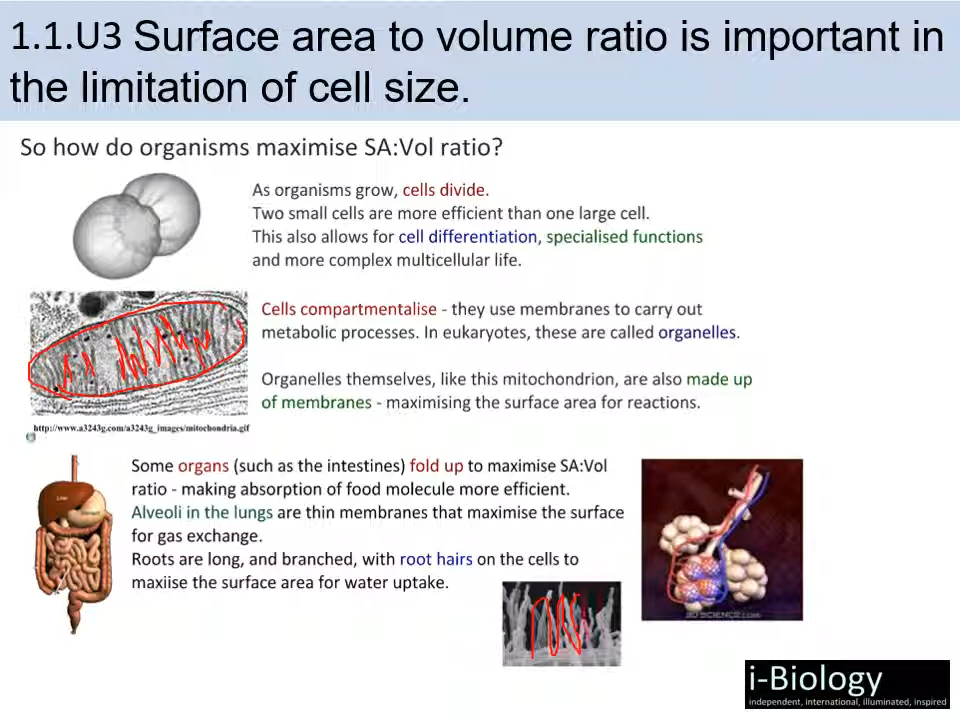 1.1.U3 Surface area to volume ratio is important in
the limitation of cell size.
So how do organisms maximise SA:Vol ratio?
As organisms grow, cells divide.
Two small cells are more efficient than one large cell.
This also allows for cell differentiation, specialised functions
and more complex multicellular life.
Cells compartmentalise - they use membranes to carry out
metabolic processes. In eukaryotes, these are called organelles.
Organelles themselves, like this mitochondrion, are also made up
of membranes - maximising the surface area for reactions.
http://www.a3243g.com/a3243g_images/mitochondria.gif
Some organs (such as the intestines) fold up to maximise SA:Vol
ratio - making absorption of food molecule more efficient.
Alveoli in the lungs are thin membranes that maximise the surface
for gas exchange.
Roots are long, and branched, with root hairs on the cells to
maxiise the surface area for water uptake.
Liver
3D SCIENCE.COM
i-Biology
independent, international, illuminated, inspired